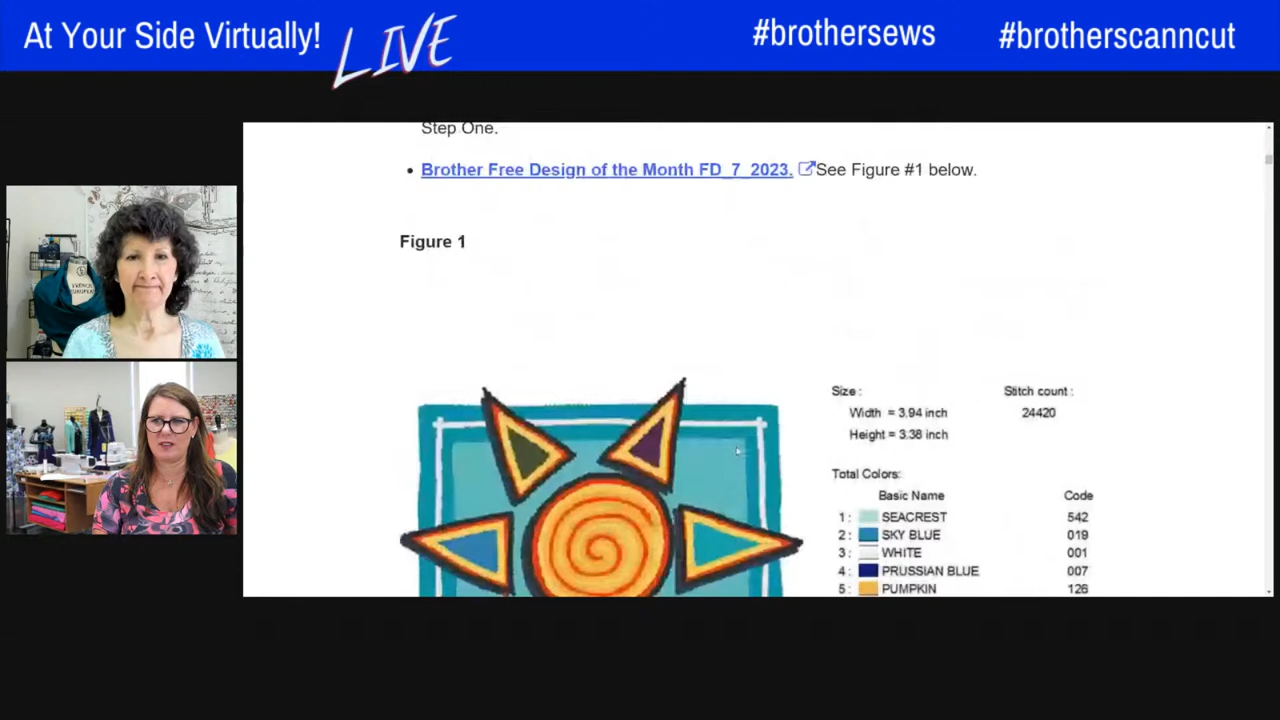 At Your Side Virtually! LIVE
#brothersews #brotherscanncut
Step One.
• Brother Free Design of the Month FD_7_2023. See Figure #1 below.
Figure 1
Size : Stitch count :
Width = 3.94 inch 24420
Height = 3.38 inch
Total Colors:
Basic Name Code
1 : SEACREST 542
2 : SKY BLUE 019
3 : WHITE 001
4 : PRUSSIAN BLUE 007
5 : PUMPKIN 126